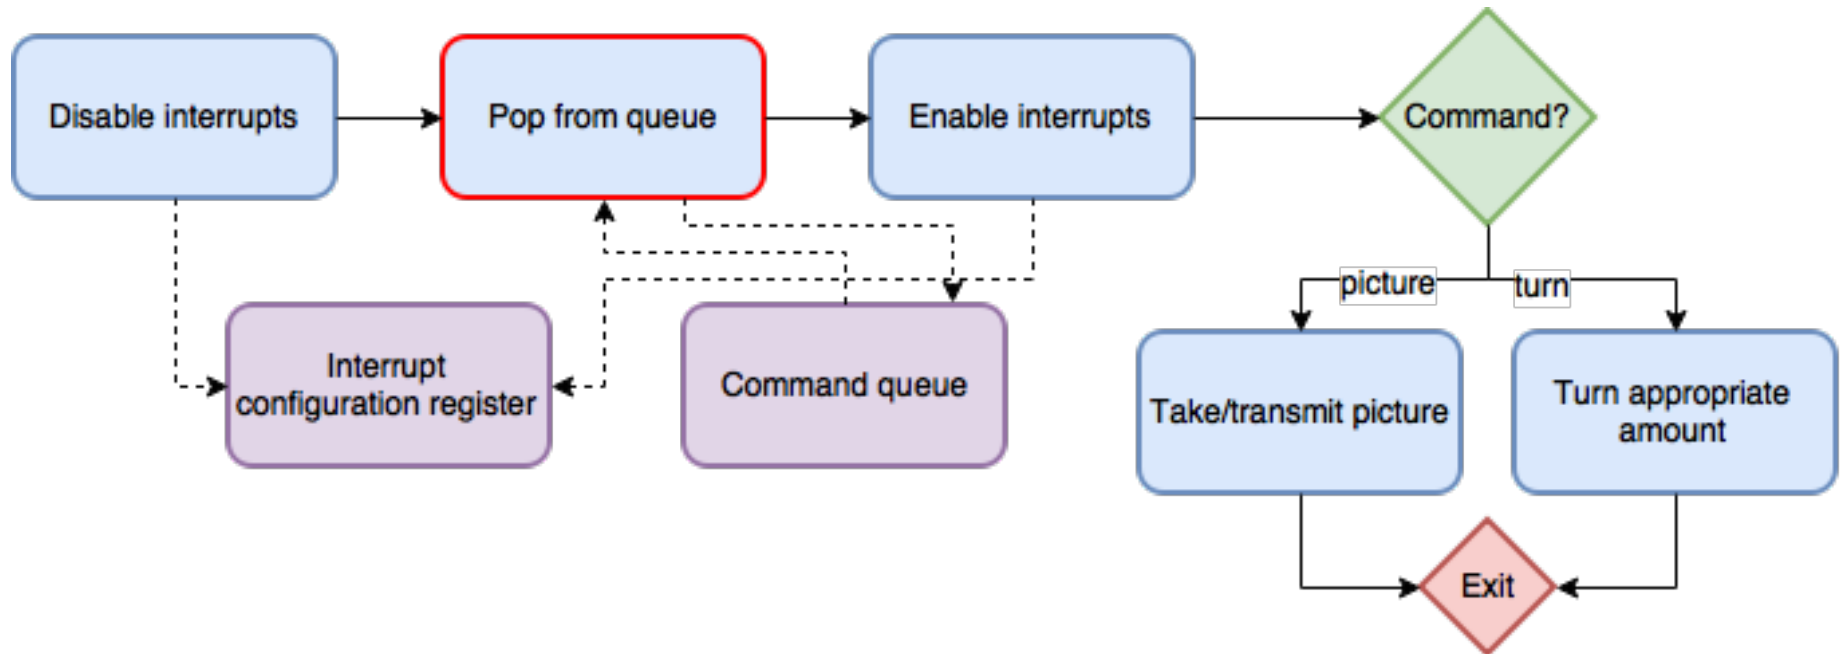 Disable interrupts
Pop from queue
Enable interrupts
Command?
picture
turn
Interrupt
configuration register
Command queue
Take/transmit picture
Turn appropriate
amount
Exit